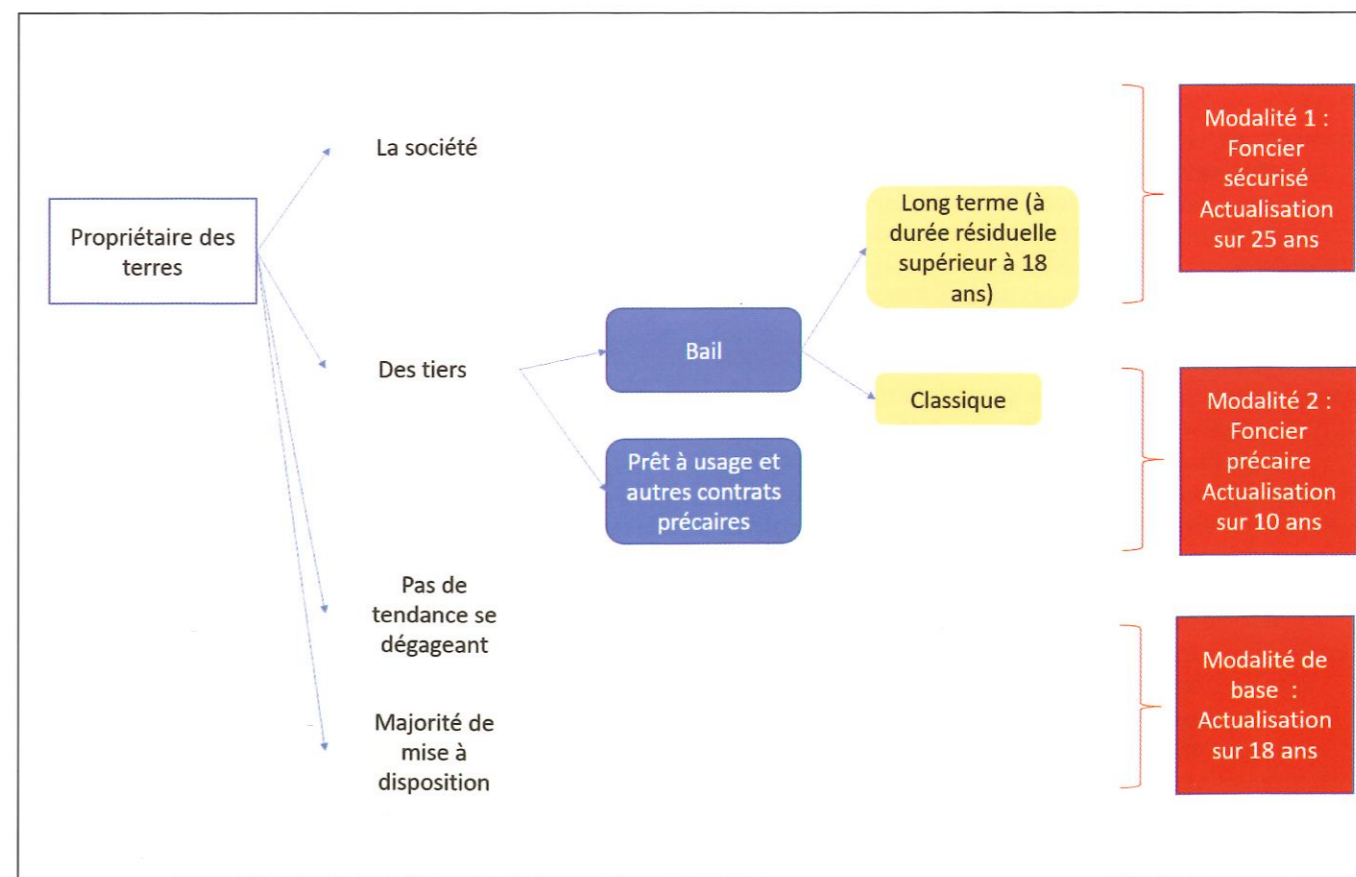 Propriétaire des
terres
La société
Des tiers
Pas de
tendance se
dégageant
Majorité de
mise à
disposition
Bail
Prêt à usage et
autres contrats
précaires
Long terme (à
durée résiduelle
supérieur à 18
ans)
Classique
Modalité 1 :
Foncier
sécurisé
Actualisation
sur 25 ans
Modalité 2 :
Foncier
précaire
Actualisation
sur 10 ans
Modalité de
base :
Actualisation
sur 18 ans